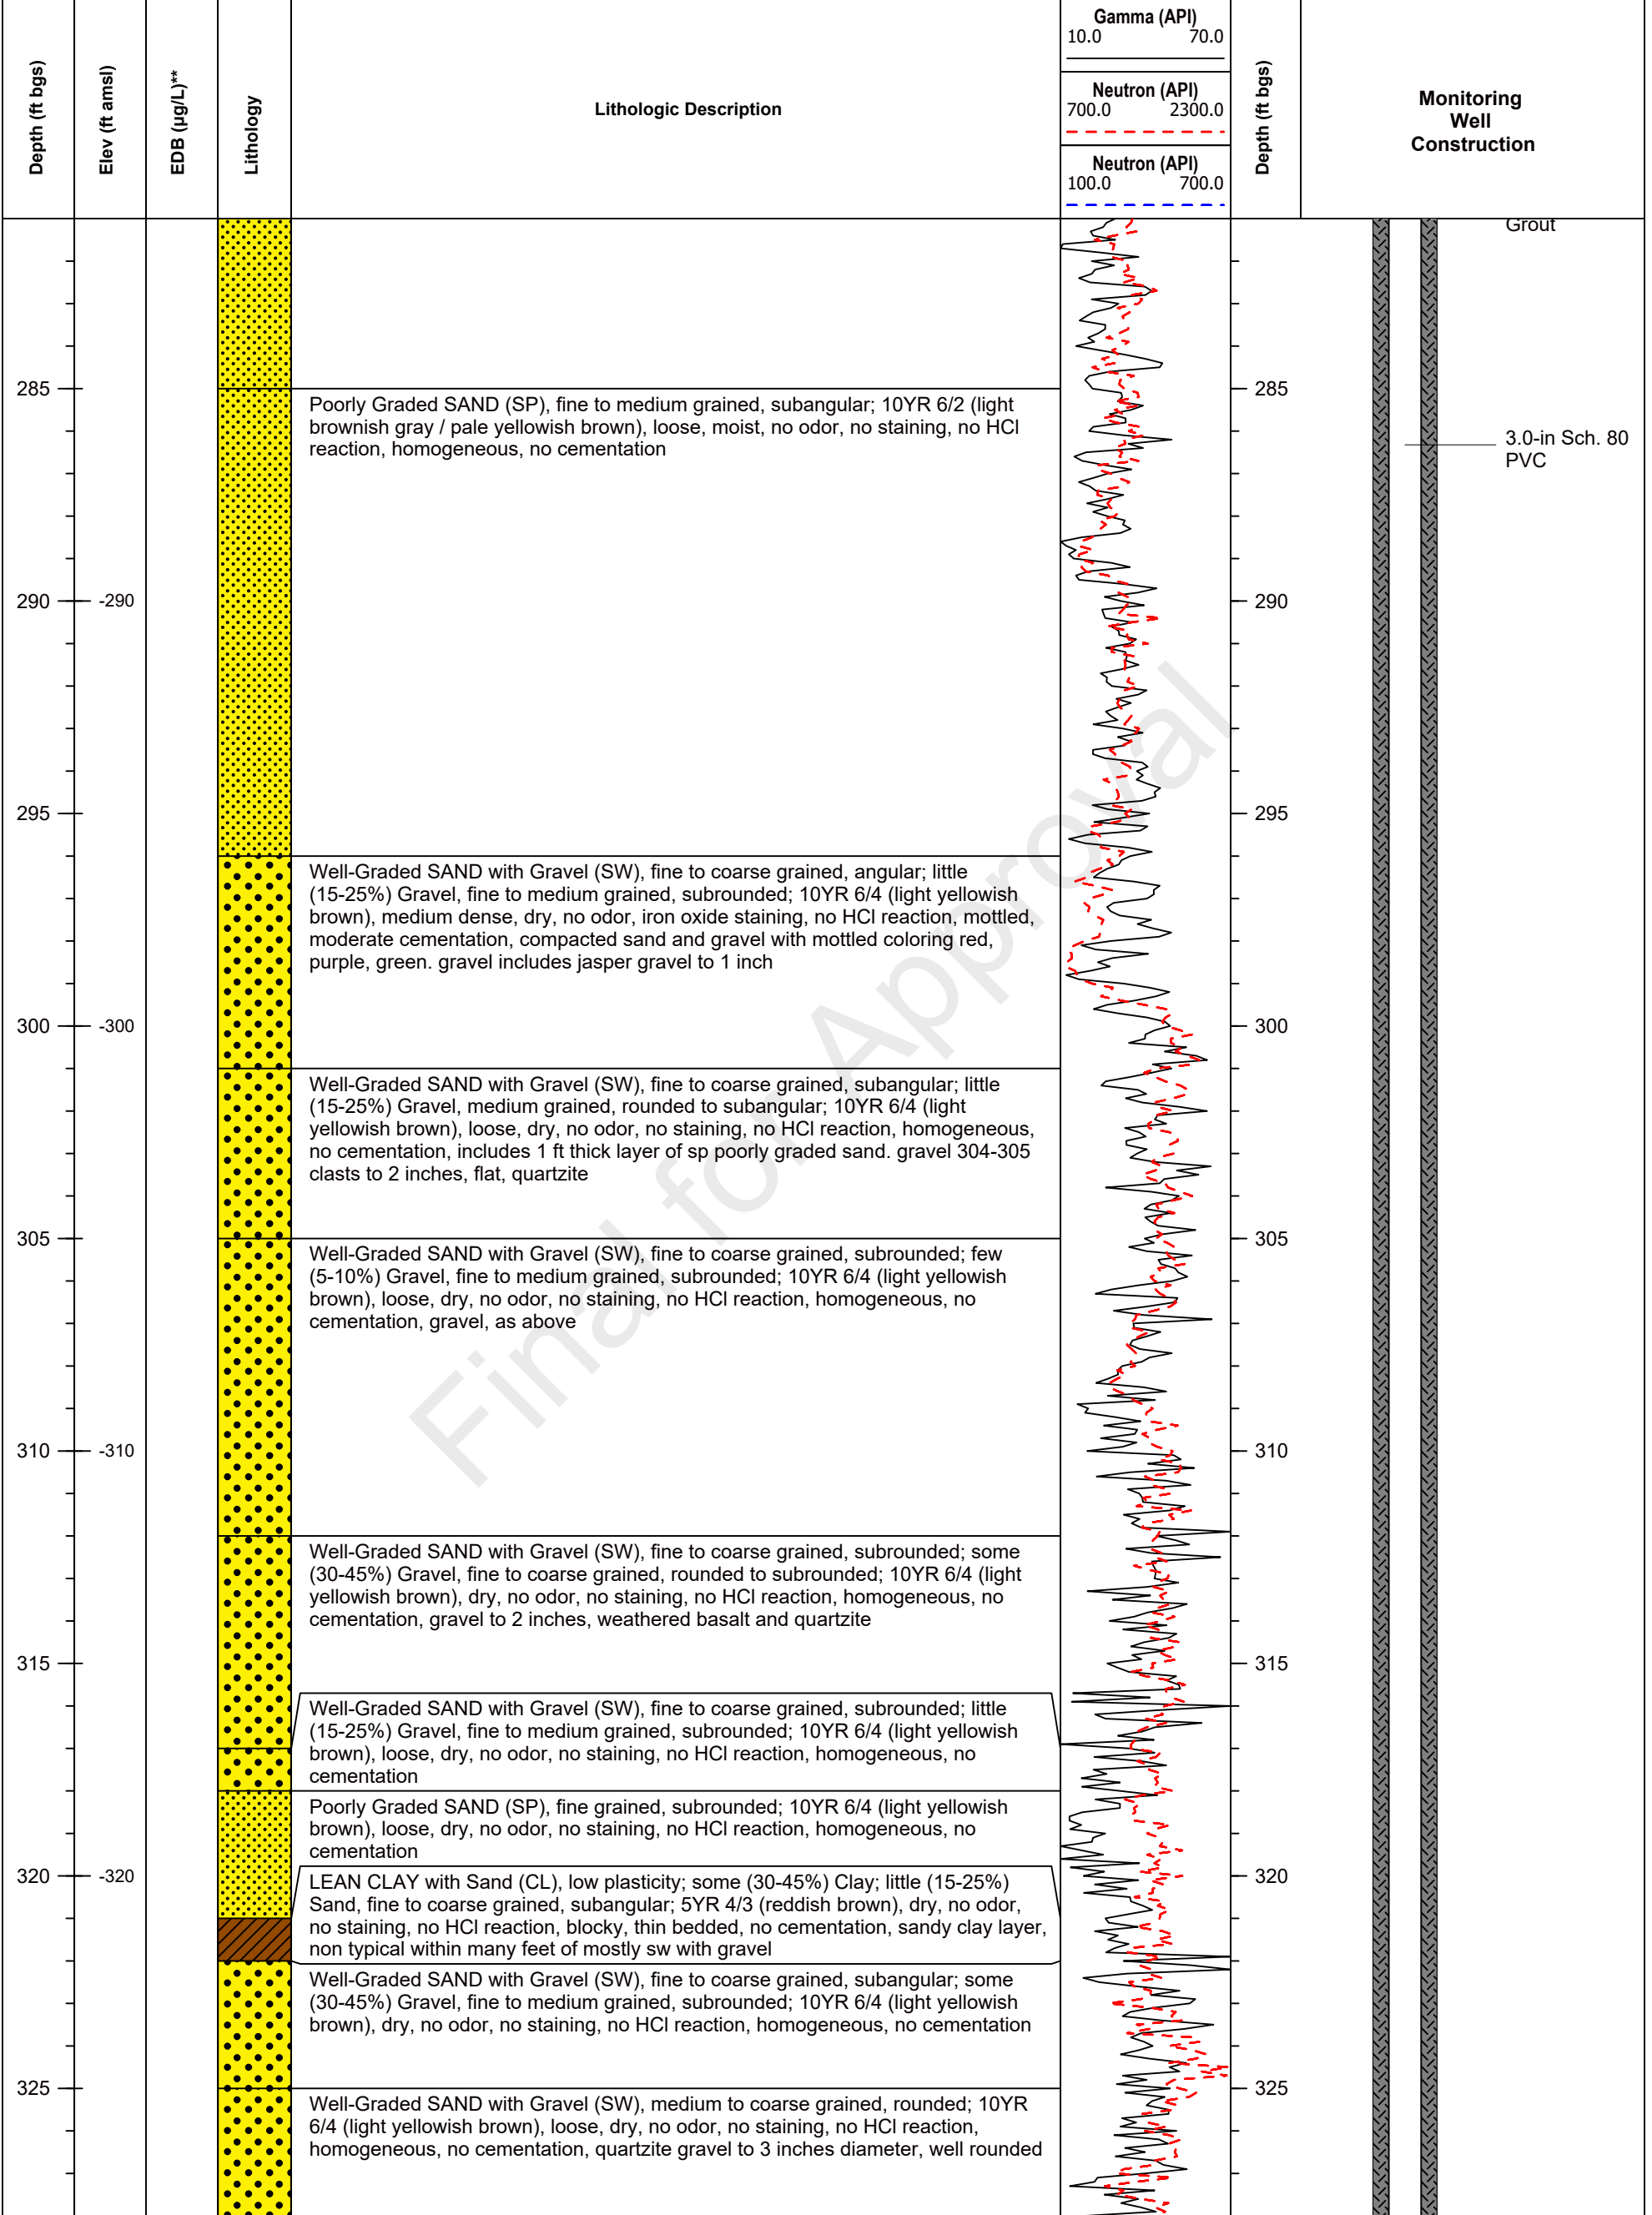 Depth (ft bgs)
Elev (ft amsl)
EDB (µg/L)**
Lithology
Lithologic Description
Gamma (API)
10.0 70.0
Neutron (API)
700.0 2300.0
Neutron (API)
100.0 700.0
Depth (ft bgs)
Monitoring
Well
Construction
Grout
285
Poorly Graded SAND (SP), fine to medium grained, subangular; 10YR 6/2 (light
brownish gray / pale yellowish brown), loose, moist, no odor, no staining, no HCl
reaction, homogeneous, no cementation
285
3.0-in Sch. 80
PVC
290 -290
290
295
295
Well-Graded SAND with Gravel (SW), fine to coarse grained, angular; little
(15-25%) Gravel, fine to medium grained, subrounded; 10YR 6/4 (light yellowish
brown), medium dense, dry, no odor, iron oxide staining, no HCl reaction, mottled,
moderate cementation, compacted sand and gravel with mottled coloring red,
purple, green. gravel includes jasper gravel to 1 inch
300 -300
300
Well-Graded SAND with Gravel (SW), fine to coarse grained, subangular; little
(15-25%) Gravel, medium grained, rounded to subangular; 10YR 6/4 (light
yellowish brown), loose, dry, no odor, no staining, no HCl reaction, homogeneous,
no cementation, includes 1 ft thick layer of sp poorly graded sand. gravel 304-305
clasts to 2 inches, flat, quartzite
305
305
Well-Graded SAND with Gravel (SW), fine to coarse grained, subrounded; few
(5-10%) Gravel, fine to medium grained, subrounded; 10YR 6/4 (light yellowish
brown), loose, dry, no odor, no staining, no HCl reaction, homogeneous, no
cementation, gravel, as above
310 -310
310
Well-Graded SAND with Gravel (SW), fine to coarse grained, subrounded; some
(30-45%) Gravel, fine to coarse grained, rounded to subrounded; 10YR 6/4 (light
yellowish brown), dry, no odor, no staining, no HCl reaction, homogeneous, no
cementation, gravel to 2 inches, weathered basalt and quartzite
315
315
Well-Graded SAND with Gravel (SW), fine to coarse grained, subrounded; little
(15-25%) Gravel, fine to medium grained, subrounded; 10YR 6/4 (light yellowish
brown), loose, dry, no odor, no staining, no HCl reaction, homogeneous, no
cementation
Poorly Graded SAND (SP), fine grained, subrounded; 10YR 6/4 (light yellowish
brown), loose, dry, no odor, no staining, no HCl reaction, homogeneous, no
cementation
320 -320
320
LEAN CLAY with Sand (CL), low plasticity; some (30-45%) Clay; little (15-25%)
Sand, fine to coarse grained, subangular; 5YR 4/3 (reddish brown), dry, no odor,
no staining, no HCl reaction, blocky, thin bedded, no cementation, sandy clay layer,
non typical within many feet of mostly sw with gravel
Well-Graded SAND with Gravel (SW), fine to coarse grained, subangular; some
(30-45%) Gravel, fine to medium grained, subrounded; 10YR 6/4 (light yellowish
brown), dry, no odor, no staining, no HCl reaction, homogeneous, no cementation
325
325
Well-Graded SAND with Gravel (SW), medium to coarse grained, rounded; 10YR
6/4 (light yellowish brown), loose, dry, no odor, no staining, no HCl reaction,
homogeneous, no cementation, quartzite gravel to 3 inches diameter, well rounded
Final for Approval